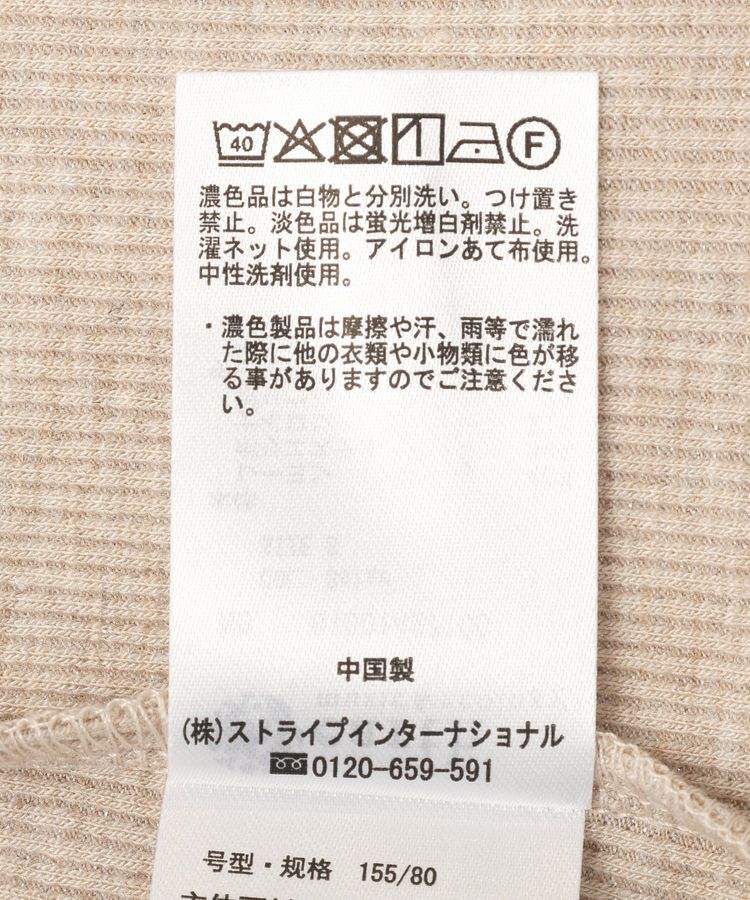 40 F
濃色品は白物と分別洗い。つけ置き
禁止。淡色品は蛍光増白剤禁止。洗
濯ネット使用。アイロンあて布使用。
中性洗剤使用。
・濃色製品は摩擦や汗、雨等で濡れ
た際に他の衣類や小物類に色が移
る事がありますのでご注意くださ
い。
中国製
(株)ストライプインターナショナル
0120-659-591
号型・规格 155/80